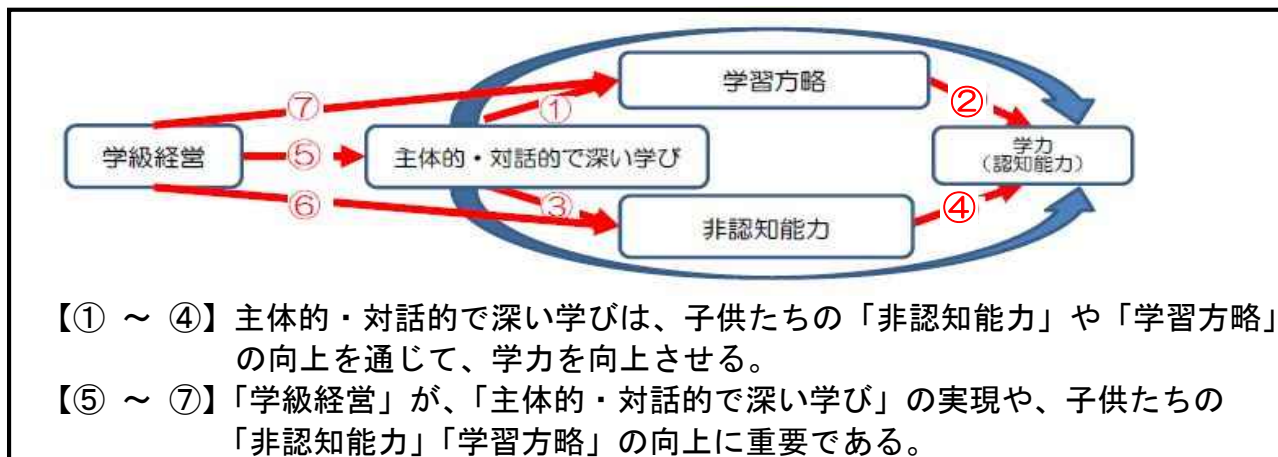 学習方略
⑦
①
②
学級経営
⑤
主体的・対話的で深い学び
学力
（認知能力）
⑥
③
④
非認知能力
【① ～ ④】主体的・対話的で深い学びは、子供たちの「非認知能力」や「学習方略」
の向上を通じて、学力を向上させる。
【⑤ ～ ⑦】「学級経営」が、「主体的・対話的で深い学び」の実現や、子供たちの
「非認知能力」「学習方略」の向上に重要である。